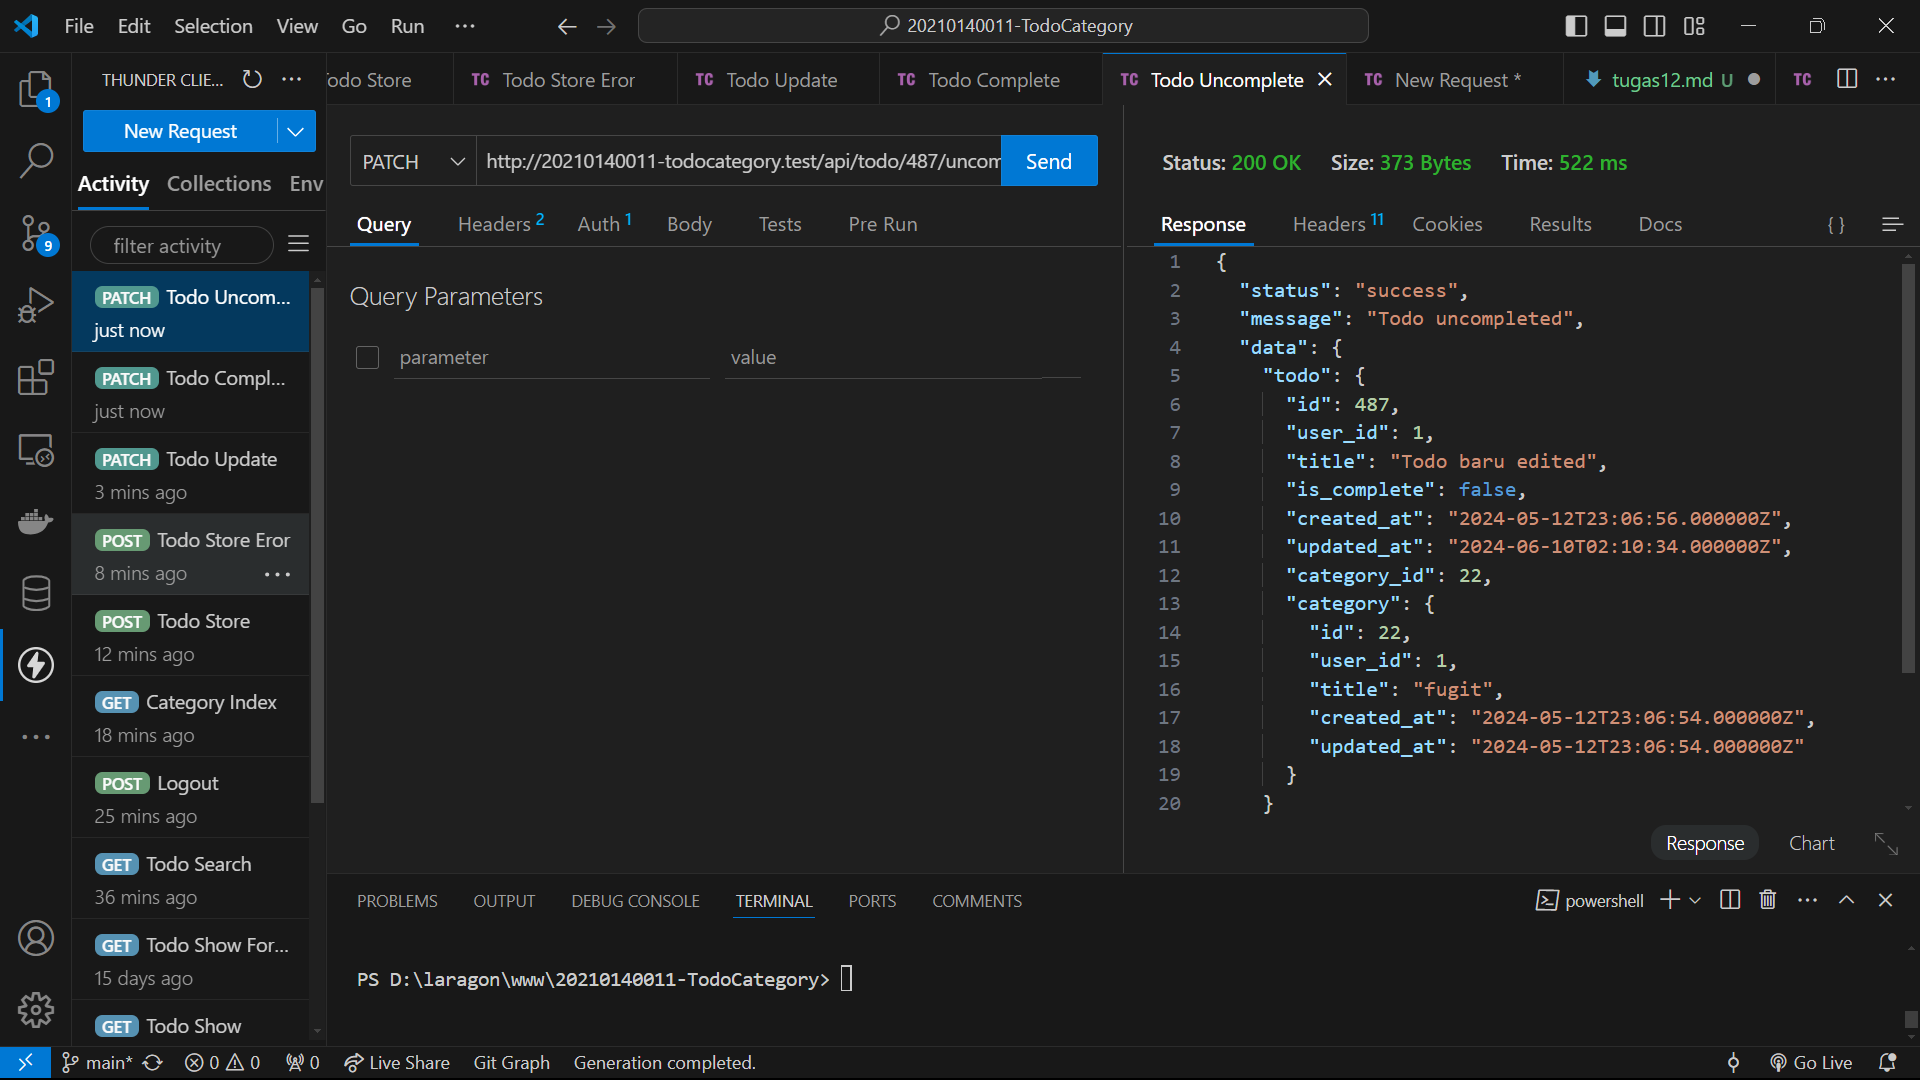 File Edit Selection View Go Run
20210140011-TodoCategory
THUNDER CLIE...
odo Store
TC Todo Store Eror
TC Todo Update
TC Todo Complete
TC Todo Uncomplete
TC New Request *
tugas12.md U
TC
1
9
New Request
Activity Collections Env
filter activity
PATCH Todo Uncom...
just now
PATCH Todo Compl...
just now
PATCH Todo Update
3 mins ago
POST Todo Store Eror
8 mins ago
POST Todo Store
12 mins ago
GET Category Index
18 mins ago
POST Logout
25 mins ago
GET Todo Search
36 mins ago
GET Todo Show For...
15 days ago
GET Todo Show
PATCH http://20210140011-todocategory.test/api/todo/487/uncom Send
Query Headers 2 Auth 1 Body Tests Pre Run
Query Parameters
parameter value
Status: 200 OK Size: 373 Bytes Time: 522 ms
Response Headers 11 Cookies Results Docs { }
1 {
2 "status": "success",
3 "message": "Todo uncompleted",
4 "data": {
5 "todo": {
6 "id": 487,
7 "user_id": 1,
8 "title": "Todo baru edited",
9 "is_complete": false,
10 "created_at": "2024-05-12T23:06:56.000000Z",
11 "updated_at": "2024-06-10T02:10:34.000000Z",
12 "category_id": 22,
13 "category": {
14 "id": 22,
15 "user_id": 1,
16 "title": "fugit",
17 "created_at": "2024-05-12T23:06:54.000000Z",
18 "updated_at": "2024-05-12T23:06:54.000000Z"
19 }
20 }
Response Chart
PROBLEMS OUTPUT DEBUG CONSOLE TERMINAL PORTS COMMENTS
powershell
PS D:\laragon\www\20210140011-TodoCategory>
main* 0 0 0 Live Share Git Graph Generation completed. Go Live